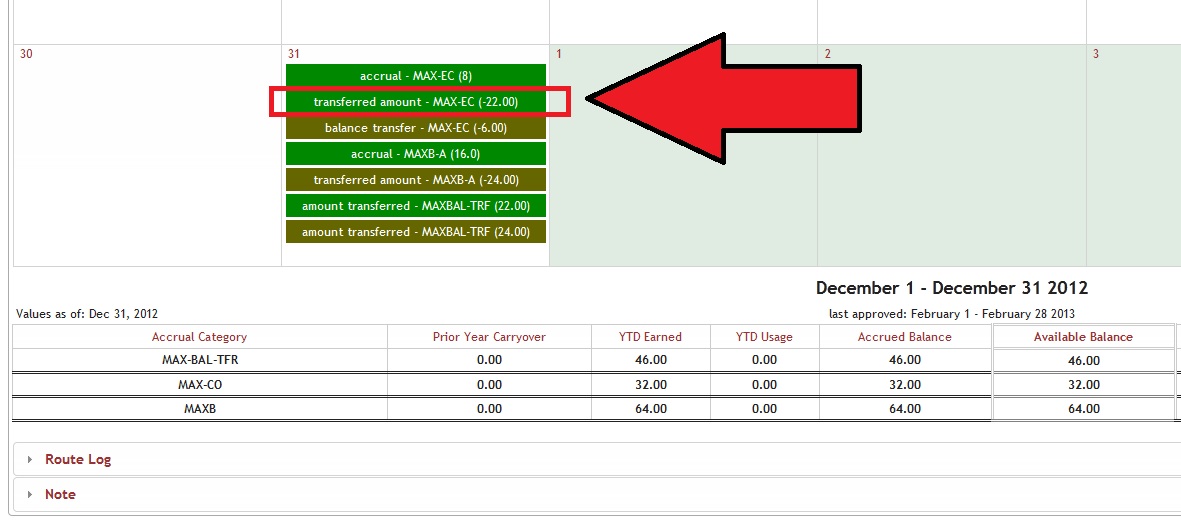 30 31 1 2 3
accrual - MAX-EC (8)
transferred amount - MAX-EC (-22.00)
balance transfer - MAX-EC (-6.00)
accrual - MAXB-A (16.0)
transferred amount - MAXB-A (-24.00)
amount transferred - MAXBAL-TRF (22.00)
amount transferred - MAXBAL-TRF (24.00)
December 1 - December 31 2012
Values as of: Dec 31, 2012 last approved: February 1 - February 28 2013
Accrual Category Prior Year Carryover YTD Earned YTD Usage Accrued Balance Available Balance
MAX-BAL-TFR 0.00 46.00 0.00 46.00 46.00
MAX-CO 0.00 32.00 0.00 32.00 32.00
MAXB 0.00 64.00 0.00 64.00 64.00
Route Log
Note